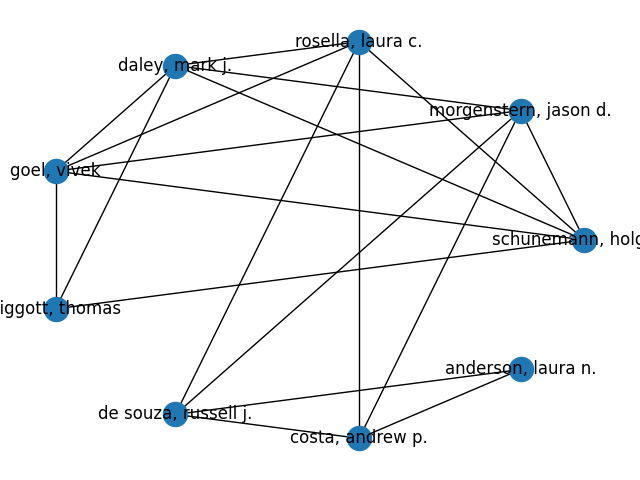 rosella, laura c.
daley, mark j.
morgenstern, jason d.
goel, vivek
schunemann, holg
iggott, thomas
anderson, laura n.
de souza, russell j.
costa, andrew p.